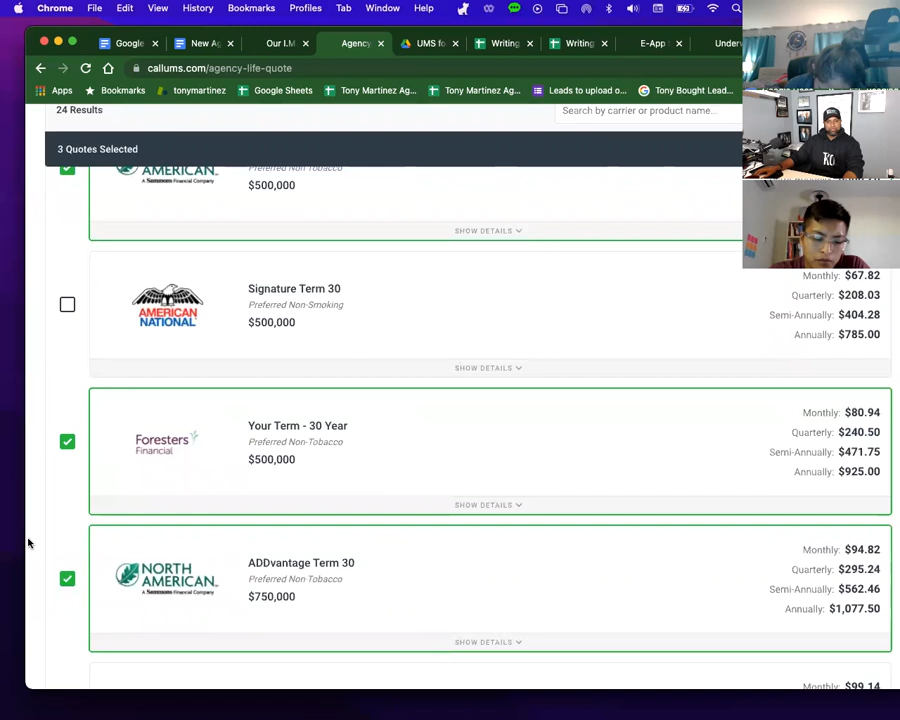 Chrome File Edit View History Bookmarks Profiles Tab Window Help
Google New Ag Our I.M Agency UMS fo Writing Writing E-App t Underv
callums.com/agency-life-quote
Apps Bookmarks tonymartinez Google Sheets Tony Martinez Ag... Tony Martinez Ag... Leads to upload o... Tony Bought Lead...
24 Results
Search by carrier or product name...
3 Quotes Selected
AMERICAN
A Sammons Financial Company
Preferred Non Tobacco
$500,000
SHOW DETAILS
AMERICAN
NATIONAL
Signature Term 30
Preferred Non-Smoking
$500,000
Monthly: $67.82
Quarterly: $208.03
Semi-Annually: $404.28
Annually: $785.00
SHOW DETAILS
Foresters
Financial
Your Term - 30 Year
Preferred Non-Tobacco
$500,000
Monthly: $80.94
Quarterly: $240.50
Semi-Annually: $471.75
Annually: $925.00
SHOW DETAILS
NORTH
AMERICAN
A Sammons Financial Company
ADDvantage Term 30
Preferred Non Tobacco
$750,000
Monthly: $94.82
Quarterly: $295.24
Semi-Annually: $562.46
Annually: $1,077.50
SHOW DETAILS
Monthly: $99.14